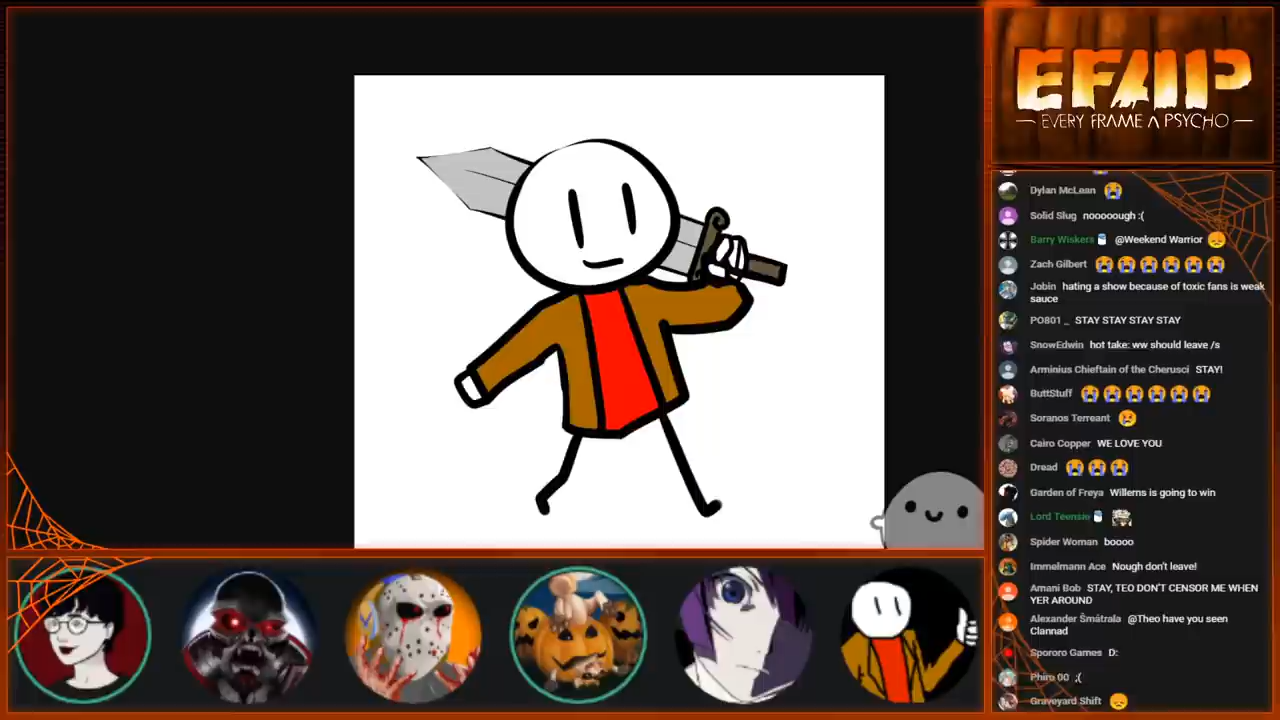 EFAP
EVERY FRAME A PSYCHO
Dylan McLean 😭
Solid Slug nooooough :(
Barry Wiskers @Weekend Warrior 😞
Zach Gilbert 😭😭😭😭😭😭
Jobin hating a show because of toxic fans is weak
sauce
PO801 _ STAY STAY STAY STAY
SnowEdwin hot take: ww should leave /s
Arminius Chieftain of the Cherusci STAY!
ButtStuff 😭😭😭😭😭😭
Soranos Terreant 😢
Cairo Copper WE LOVE YOU
Dread 😭😭😭
Garden of Freya Willems is going to win
Lord Teensie
Spider Woman boooo
Immelmann Ace Nough don't leave!
Amani Bob STAY, TEO DON'T CENSOR ME WHEN
YER AROUND
Alexander Šmátrala @Theo have you seen
Clannad
Spororo Games D:
Phiro 00 ;(
Graveyard Shift 😞